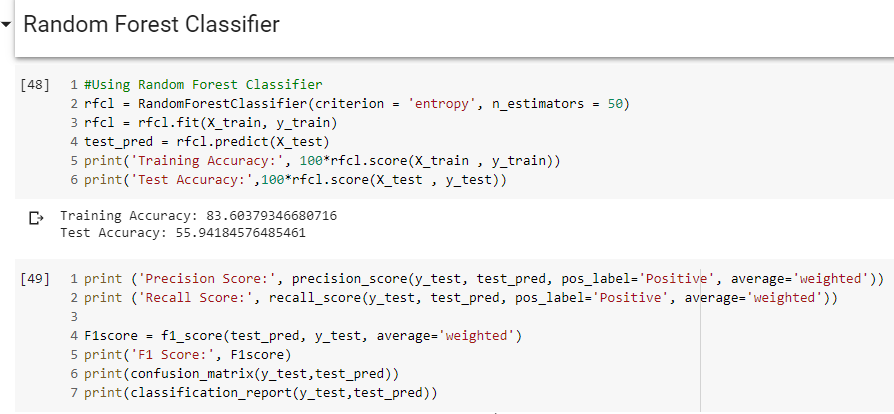 Random Forest Classifier
[48] 1 #Using Random Forest Classifier
2 rfcl = RandomForestClassifier(criterion = 'entropy', n_estimators = 50)
3 rfcl = rfcl.fit(X_train, y_train)
4 test_pred = rfcl.predict(X_test)
5 print('Training Accuracy:', 100*rfcl.score(X_train , y_train))
6 print('Test Accuracy:',100*rfcl.score(X_test , y_test))
Training Accuracy: 83.60379346680716
Test Accuracy: 55.94184576485461
[49] 1 print ('Precision Score:', precision_score(y_test, test_pred, pos_label='Positive', average='weighted'))
2 print ('Recall Score:', recall_score(y_test, test_pred, pos_label='Positive', average='weighted'))
3
4 F1score = f1_score(test_pred, y_test, average='weighted')
5 print('F1 Score:', F1score)
6 print(confusion_matrix(y_test,test_pred))
7 print(classification_report(y_test,test_pred))